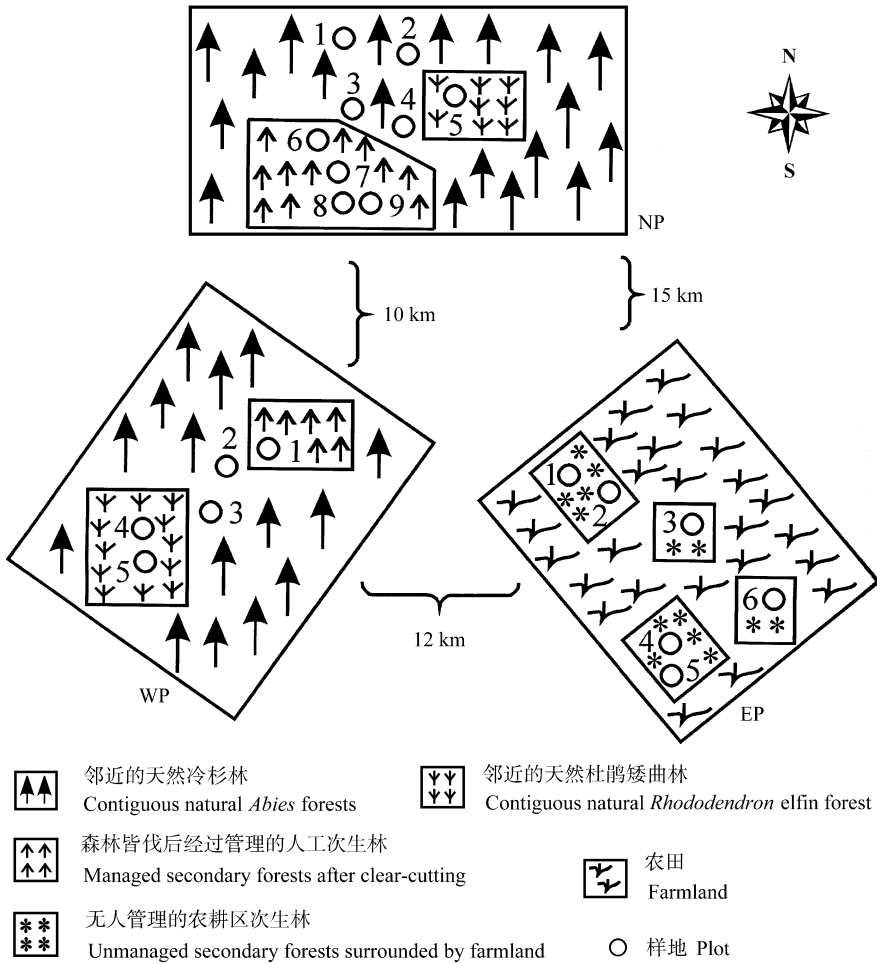 1
2
N
3
4
5
6
7
8
9
S
NP
10 km
15 km
2
1
1
2
3
4
3
5
6
4
5
12 km
WP
EP
邻近的天然冷杉林
Contiguous natural Abies forests
邻近的天然杜鹃矮曲林
Contiguous natural Rhododendron elfin forest
森林皆伐后经过管理的人工次生林
Managed secondary forests after clear-cutting
农田
Farmland
无人管理的农耕区次生林
Unmanaged secondary forests surrounded by farmland
样地 Plot